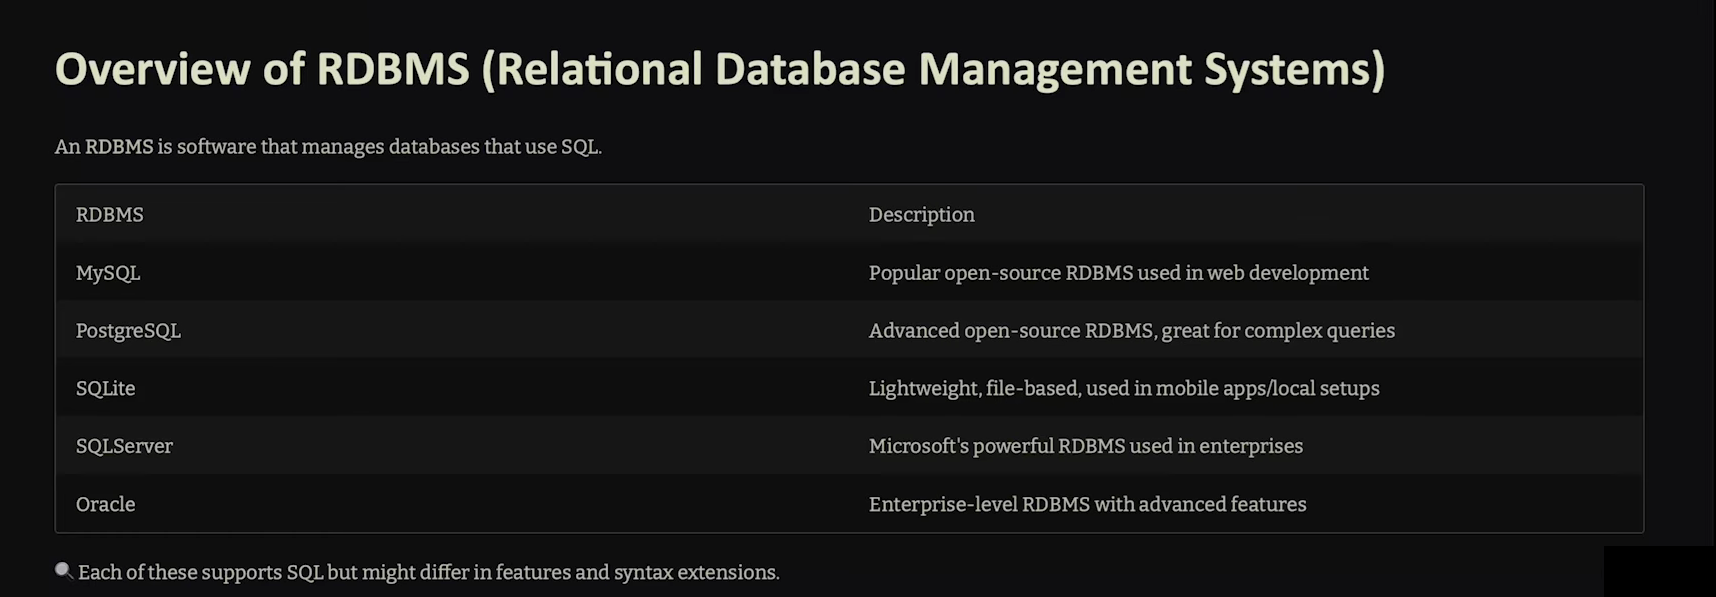 Overview of RDBMS (Relational Database Management Systems)
An RDBMS is software that manages databases that use SQL.
RDBMS Description
MySQL Popular open-source RDBMS used in web development
PostgreSQL Advanced open-source RDBMS, great for complex queries
SQLite Lightweight, file-based, used in mobile apps/local setups
SQLServer Microsoft's powerful RDBMS used in enterprises
Oracle Enterprise-level RDBMS with advanced features
🔍 Each of these supports SQL but might differ in features and syntax extensions.